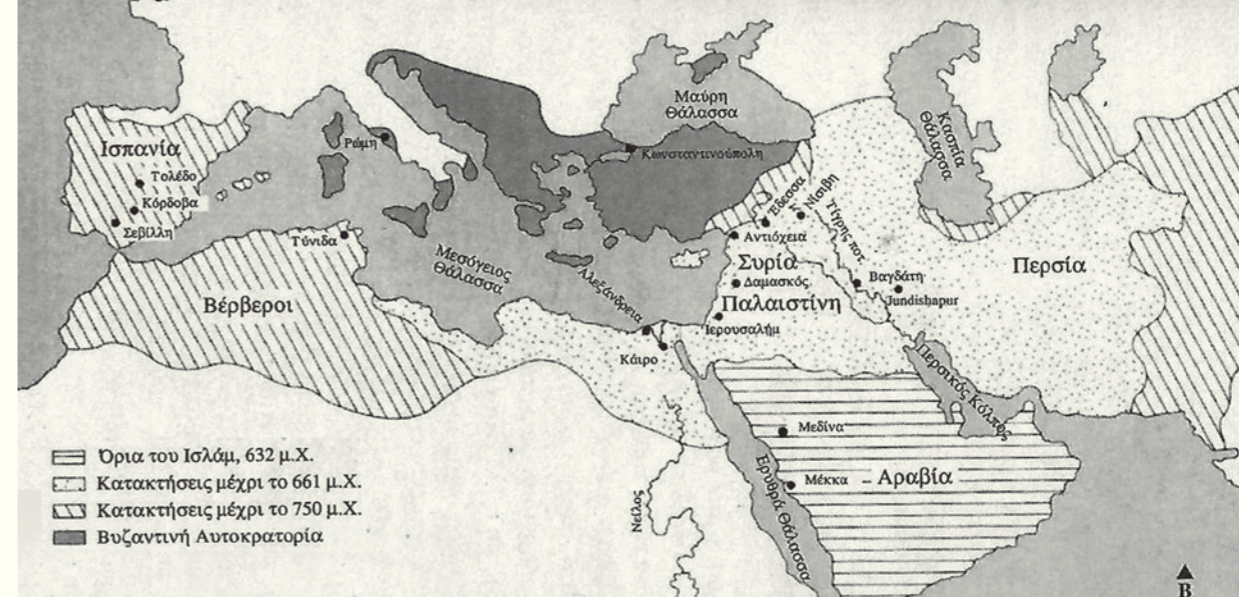 Μαύρη
Θάλασσα
Κασπία
Θάλασσα
Ισπανία
Τολέδο
Κόρδοβα
Σεβίλλη
Ρώμη
Κωνσταντινούπολη
Έδεσσα
Νίσιβη
Τίγρης ποτ.
Τύνιδα
Μεσόγειος
Θάλασσα
Αλεξάνδρεια
Αντιόχεια
Συρία
Δαμασκός
Παλαιστίνη
Ιερουσαλήμ
Βαγδάτη
Jundishapur
Περσία
Βέρβεροι
Κάιρο
Περσικός Κόλπος
Μεδίνα
Μέκκα
Αραβία
Ερυθρά Θάλασσα
Νείλος
Όρια του Ισλάμ, 632 μ.Χ.
Κατακτήσεις μέχρι το 661 μ.Χ.
Κατακτήσεις μέχρι το 750 μ.Χ.
Βυζαντινή Αυτοκρατορία
Β